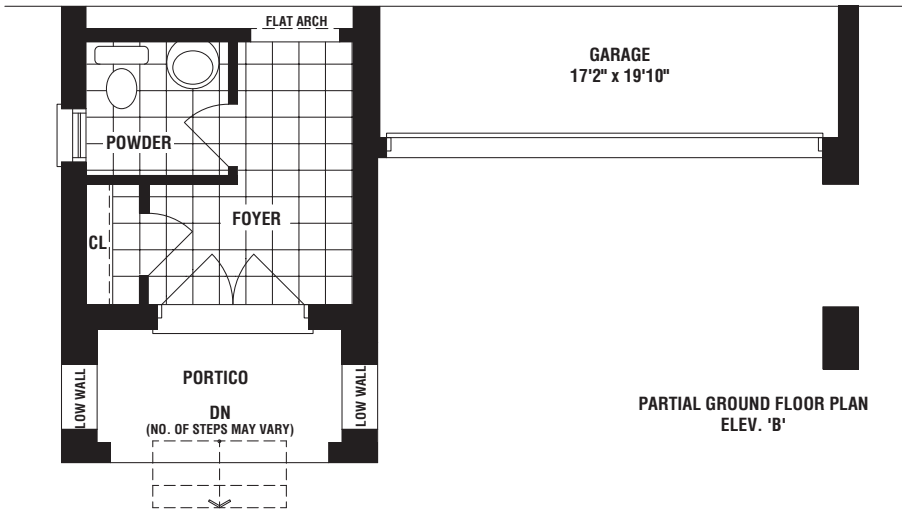 FLAT ARCH
GARAGE
17'2" x 19'10"
POWDER
FOYER
CL
PORTICO
LOW WALL
LOW WALL
DN
(NO. OF STEPS MAY VARY)
PARTIAL GROUND FLOOR PLAN
ELEV. 'B'